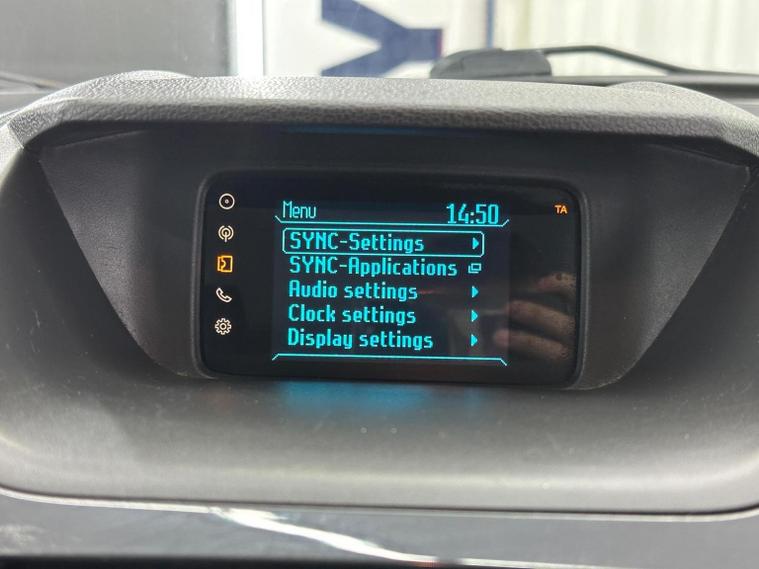 Y
Menu 14:50
TA
SYNC-Settings
SYNC-Applications
Audio settings
Clock settings
Display settings